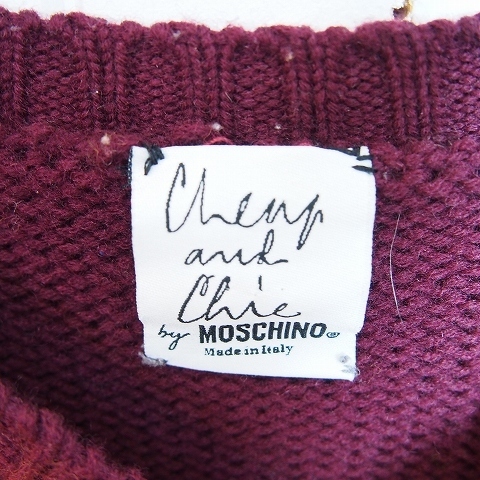 Cheap
and
Chic
by MOSCHINO®
Made in Italy